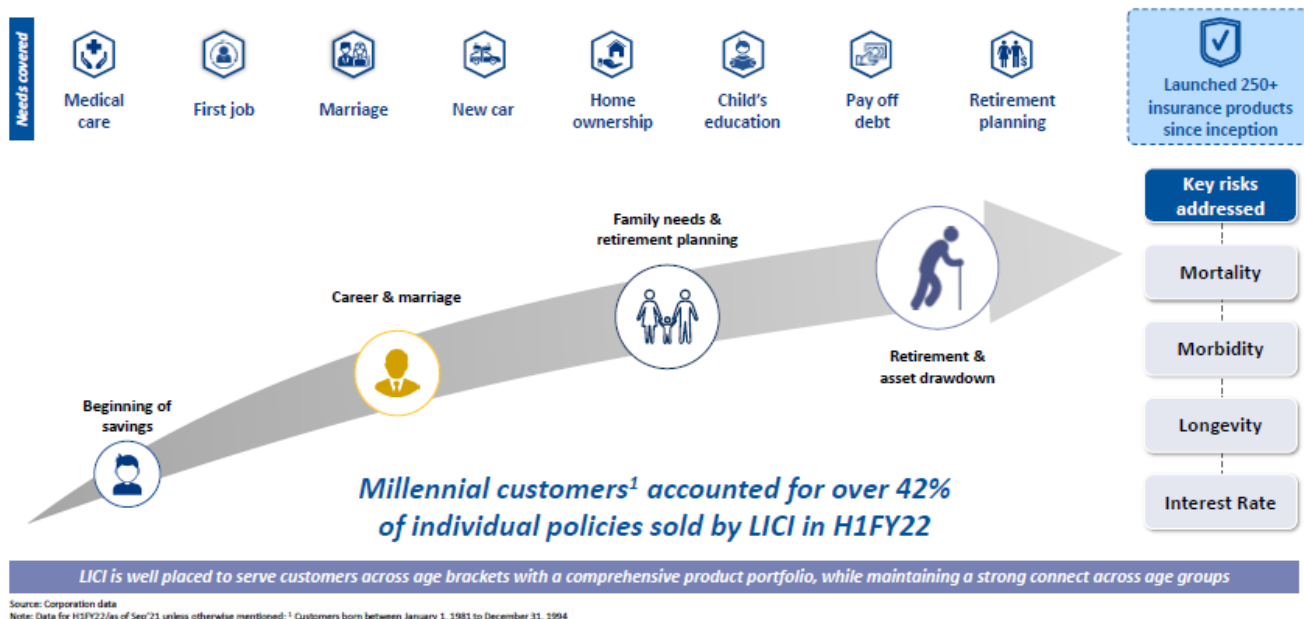 Needs covered
Medical
care
First job
Marriage
New car
Home
ownership
Child's
education
Pay off
debt
Retirement
planning
Launched 250+
insurance products
since inception
Key risks
addressed
Mortality
Morbidity
Longevity
Interest Rate
Beginning of
savings
Career & marriage
Family needs &
retirement planning
Retirement &
asset drawdown
Millennial customers¹ accounted for over 42%
of individual policies sold by LICI in H1FY22
LICI is well placed to serve customers across age brackets with a comprehensive product portfolio, while maintaining a strong connect across age groups
Source: Corporation data
Note: Data for H1FY22/as of Sep'21 unless otherwise mentioned; ¹ Customers born between January 1, 1981 to December 31, 1994